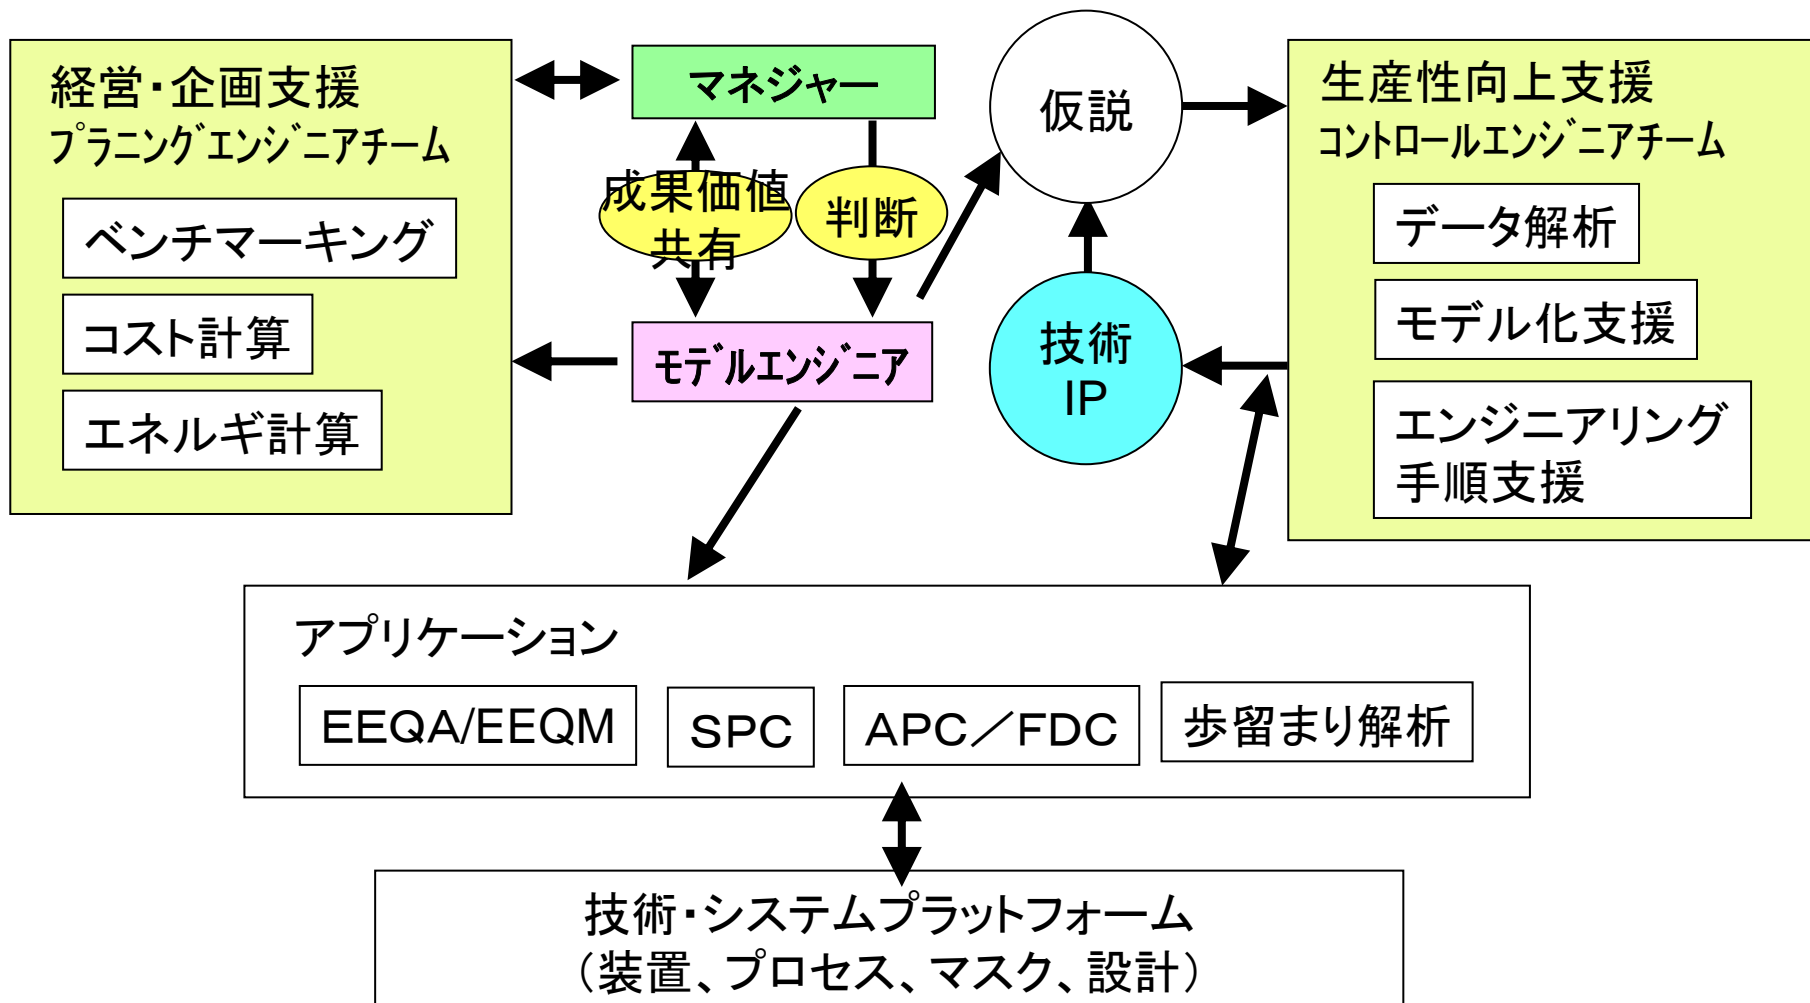 経営・企画支援
ﾌﾟﾗﾆﾝｸﾞｴﾝｼﾞﾆｱチーム
ベンチマーキング
コスト計算
エネルギ計算
マネジャー
成果価値
共有
判断
ﾓﾃﾞﾙｴﾝｼﾞﾆｱ
仮説
技術
IP
生産性向上支援
ｺﾝﾄﾛｰﾙｴﾝｼﾞﾆｱチーム
データ解析
モデル化支援
エンジニアリング
手順支援
アプリケーション
EEQA/EEQM
SPC
APC／FDC
歩留まり解析
技術・システムプラットフォーム
（装置、プロセス、マスク、設計）